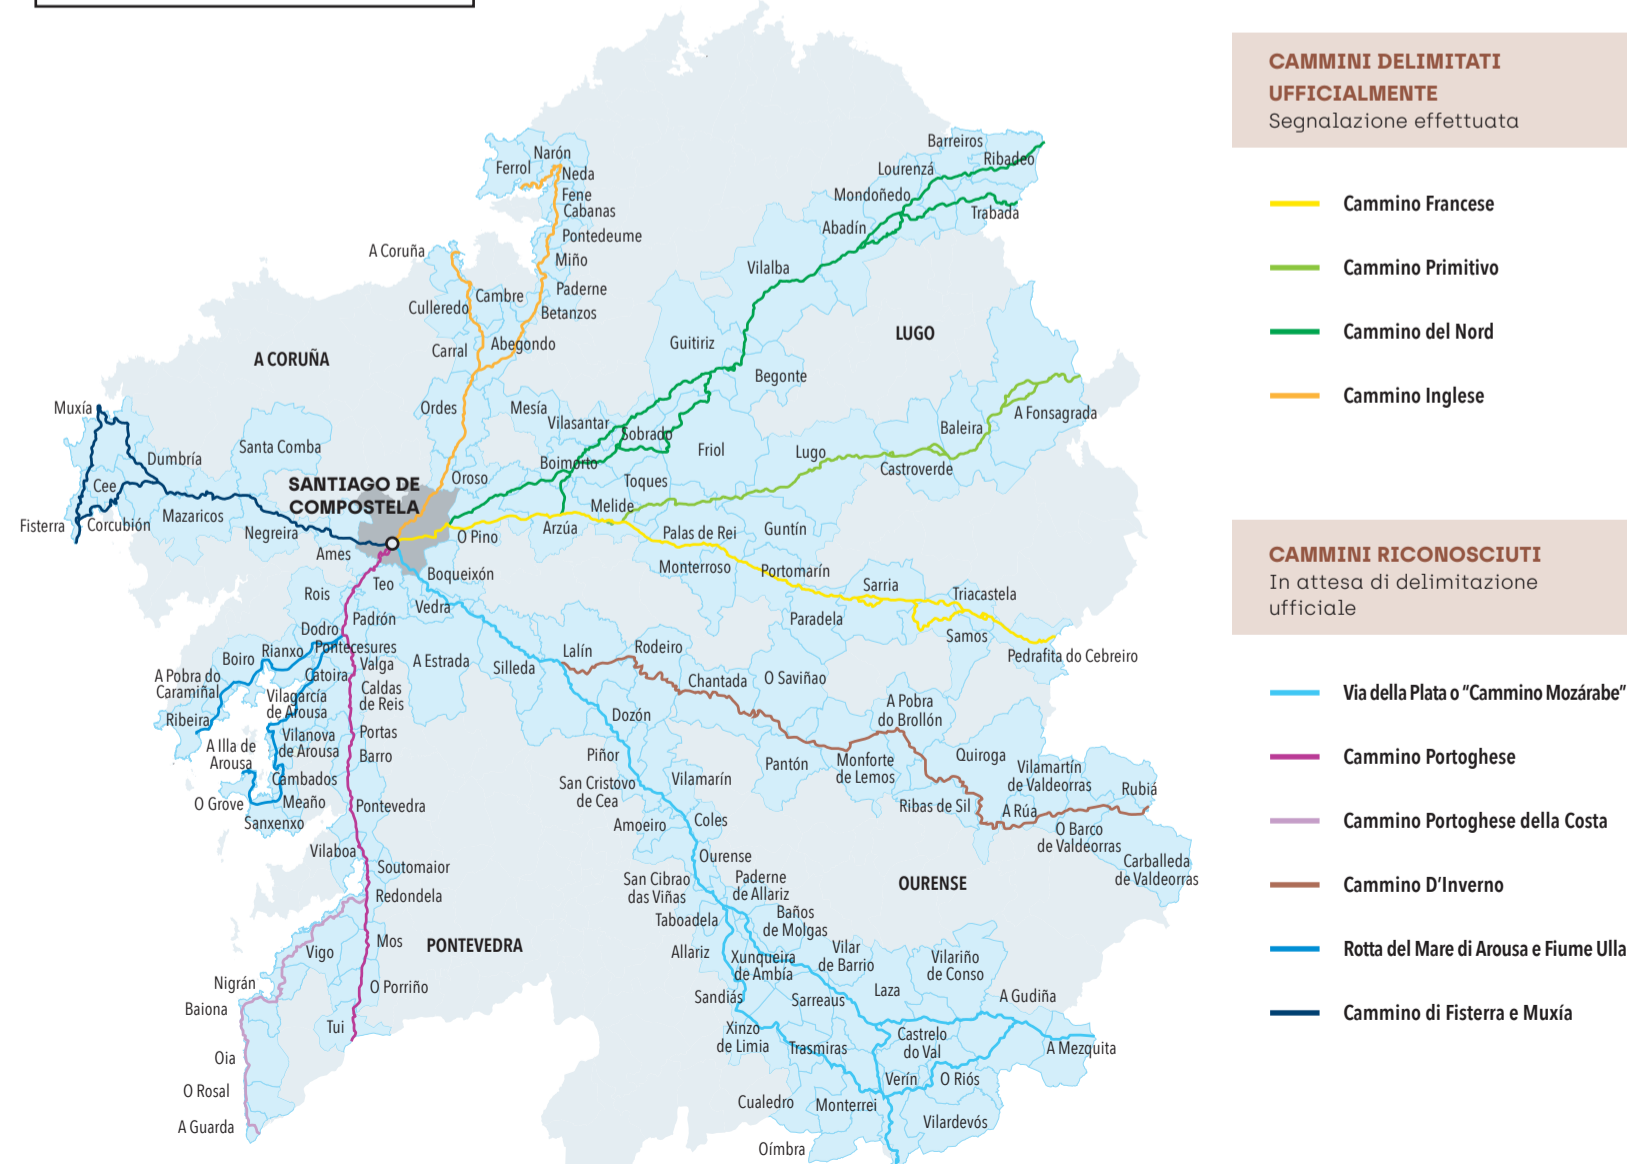 CAMMINI DELIMITATI
UFFICIALMENTE
Segnalazione effettuata
Cammino Francese
Cammino Primitivo
Cammino del Nord
Cammino Inglese
CAMMINI RICONOSCIUTI
In attesa di delimitazione
ufficiale
Via della Plata o “Cammino Mozárabe”
Cammino Portoghese
Cammino Portoghese della Costa
Cammino D’Inverno
Rotta del Mare di Arousa e Fiume Ulla
Cammino di Fisterra e Muxía
Barreiros
Ribadeo
Lourenzá
Mondoñedo
Trabada
Abadín
Vilalba
Narón
Ferrol
Neda
Fene
Cabanas
Pontedeume
Miño
Paderne
Betanzos
A Coruña
Cambre
Culleredo
Abegondo
Carral
Guitiriz
LUGO
Begonte
A CORUÑA
Ordes
Mesía
Vilasantar
Sobrado
Boimorto
Friol
Lugo
Baleira
A Fonsagrada
Castroverde
Muxía
Santa Comba
Dumbría
Cee
Fisterra
Corcubión
Mazaricos
Negreira
Ames
SANTIAGO DE
COMPOSTELA
Oroso
Toques
Melide
Arzúa
O Pino
Palas de Rei
Guntín
Monterroso
Portomarín
Sarria
Triacastela
Paradela
Samos
Pedrafita do Cebreiro
Boqueixón
Teo
Vedra
Rois
Padrón
Dodro
Pontecesures
Rianxo
Boiro
Valga
Catoira
A Pobra do
Caramiñal
Ribeira
Vilagarcía
de Arousa
Caldas
de Reis
A Estrada
Silleda
Lalín
Rodeiro
Chantada
O Saviñao
A Pobra
do Brollón
Dozón
Portas
Vilanova
de Arousa
A Illa de
Arousa
Barro
Cambados
O Grove
Meaño
Sanxenxo
Pontevedra
Piñor
San Cristovo
de Cea
Vilamarín
Pantón
Monforte
de Lemos
Quiroga
Vilamartín
de Valdeorras
Rubiá
Ribas de Sil
A Rúa
O Barco
de Valdeorras
Carballeda
de Valdeorras
Amoeiro
Coles
Vilaboa
Soutomaior
Redondela
Ourense
San Cibrao
das Viñas
Paderne
de Allariz
OURENSE
Taboadela
Baños
de Molgas
Mos
PONTEVEDRA
Vigo
Allariz
Xunqueira
de Ambía
Vilar
de Barrio
Vilariño
de Conso
Nigrán
O Porriño
Baiona
Sandiás
Sarreaus
Laza
A Gudiña
Tui
Xinzo
de Limia
Trasmiras
Castrelo
do Val
A Mezquita
Oia
O Rosal
Verín
O Riós
A Guarda
Cualedro
Monterrei
Vilardevós
Oímbra